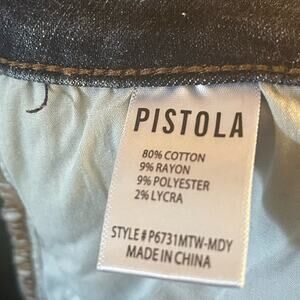 PISTOLA
80% COTTON
9% RAYON
9% POLYESTER
2% LYCRA
STYLE # P6731MTW-MDY
MADE IN CHINA